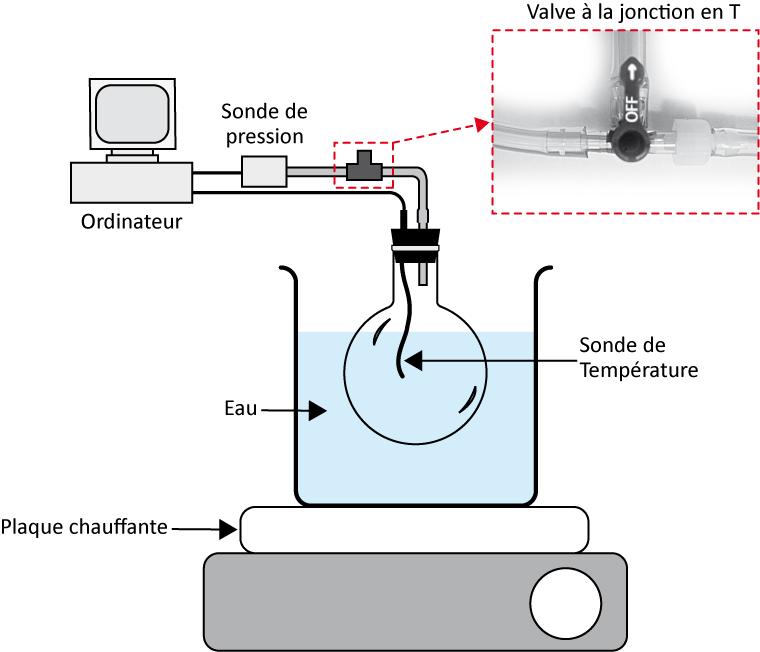 Valve à la jonction en T
OFF
Sonde de
pression
Ordinateur
Sonde de
Température
Eau
Plaque chauffante